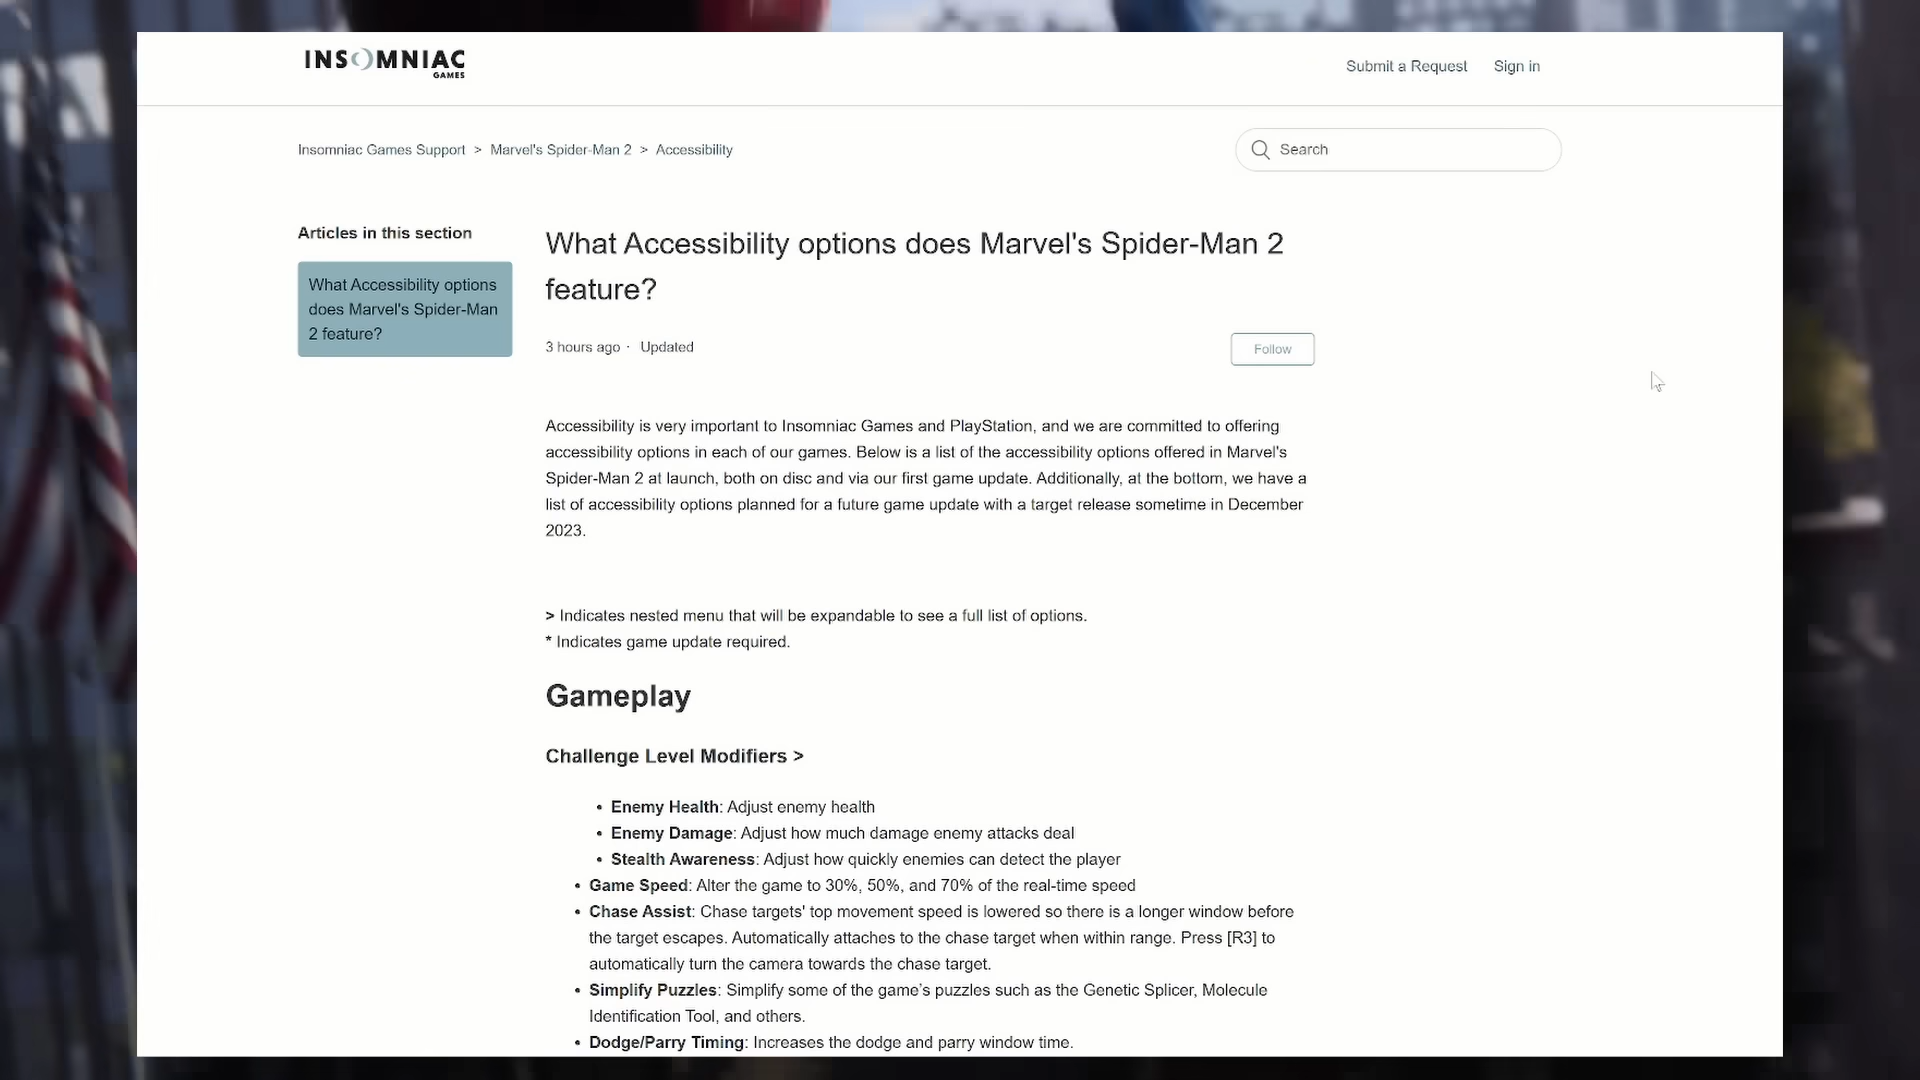 INSOMNIAC
GAMES
Submit a Request
Sign in
Insomniac Games Support > Marvel's Spider-Man 2 > Accessibility
Search
Articles in this section
What Accessibility options
does Marvel's Spider-Man
2 feature?
What Accessibility options does Marvel's Spider-Man 2
feature?
3 hours ago · Updated
Follow
Accessibility is very important to Insomniac Games and PlayStation, and we are committed to offering
accessibility options in each of our games. Below is a list of the accessibility options offered in Marvel's
Spider-Man 2 at launch, both on disc and via our first game update. Additionally, at the bottom, we have a
list of accessibility options planned for a future game update with a target release sometime in December
2023.
> Indicates nested menu that will be expandable to see a full list of options.
* Indicates game update required.
Gameplay
Challenge Level Modifiers >
• Enemy Health: Adjust enemy health
• Enemy Damage: Adjust how much damage enemy attacks deal
• Stealth Awareness: Adjust how quickly enemies can detect the player
• Game Speed: Alter the game to 30%, 50%, and 70% of the real-time speed
• Chase Assist: Chase targets' top movement speed is lowered so there is a longer window before
the target escapes. Automatically attaches to the chase target when within range. Press [R3] to
automatically turn the camera towards the chase target.
• Simplify Puzzles: Simplify some of the game’s puzzles such as the Genetic Splicer, Molecule
Identification Tool, and others.
• Dodge/Parry Timing: Increases the dodge and parry window time.